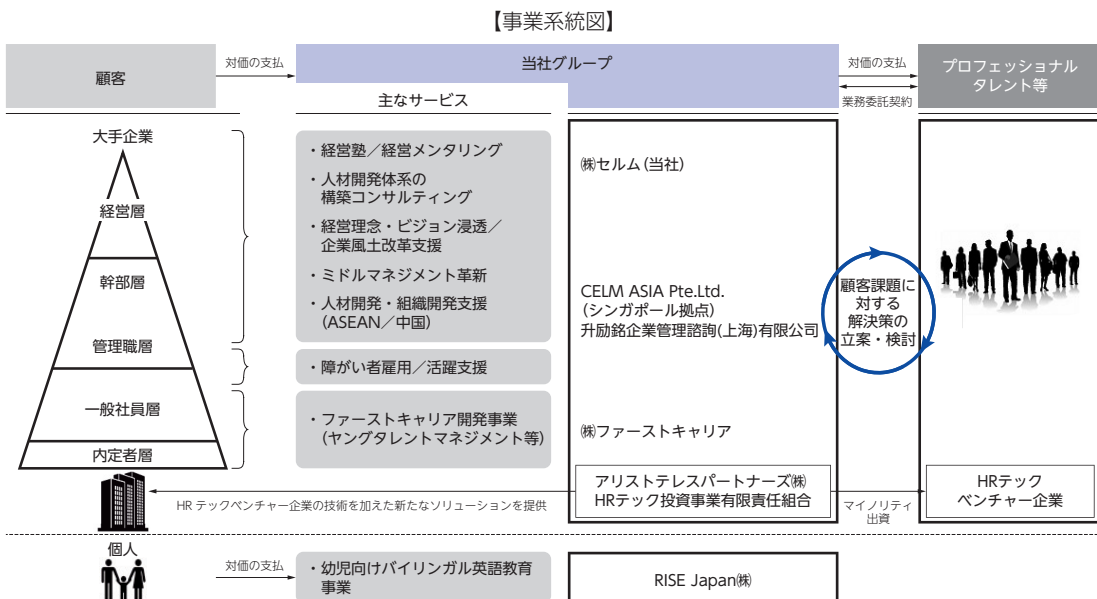 【事業系統図】
顧客
対価の支払
当社グループ
対価の支払
業務委託契約
プロフェッショナル
タレント等
主なサービス
大手企業
経営層
幹部層
管理職層
一般社員層
内定者層
・経営塾／経営メンタリング
・人材開発体系の
構築コンサルティング
・経営理念・ビジョン浸透／
企業風土改革支援
・ミドルマネジメント革新
・人材開発・組織開発支援
(ASEAN／中国)
・障がい者雇用／活躍支援
・ファーストキャリア開発事業
(ヤングタレントマネジメント等)
㈱セルム(当社)
CELM ASIA Pte.Ltd.
(シンガポール拠点)
升励銘企業管理諮詢(上海)有限公司
㈱ファーストキャリア
顧客課題に
対する
解決策の
立案・検討
HRテックベンチャー企業の技術を加えた新たなソリューションを提供
アリストテレスパートナーズ㈱
HRテック投資事業有限責任組合
マイノリティ
出資
HRテック
ベンチャー企業
個人
対価の支払
・幼児向けバイリンガル英語教育
事業
RISE Japan㈱